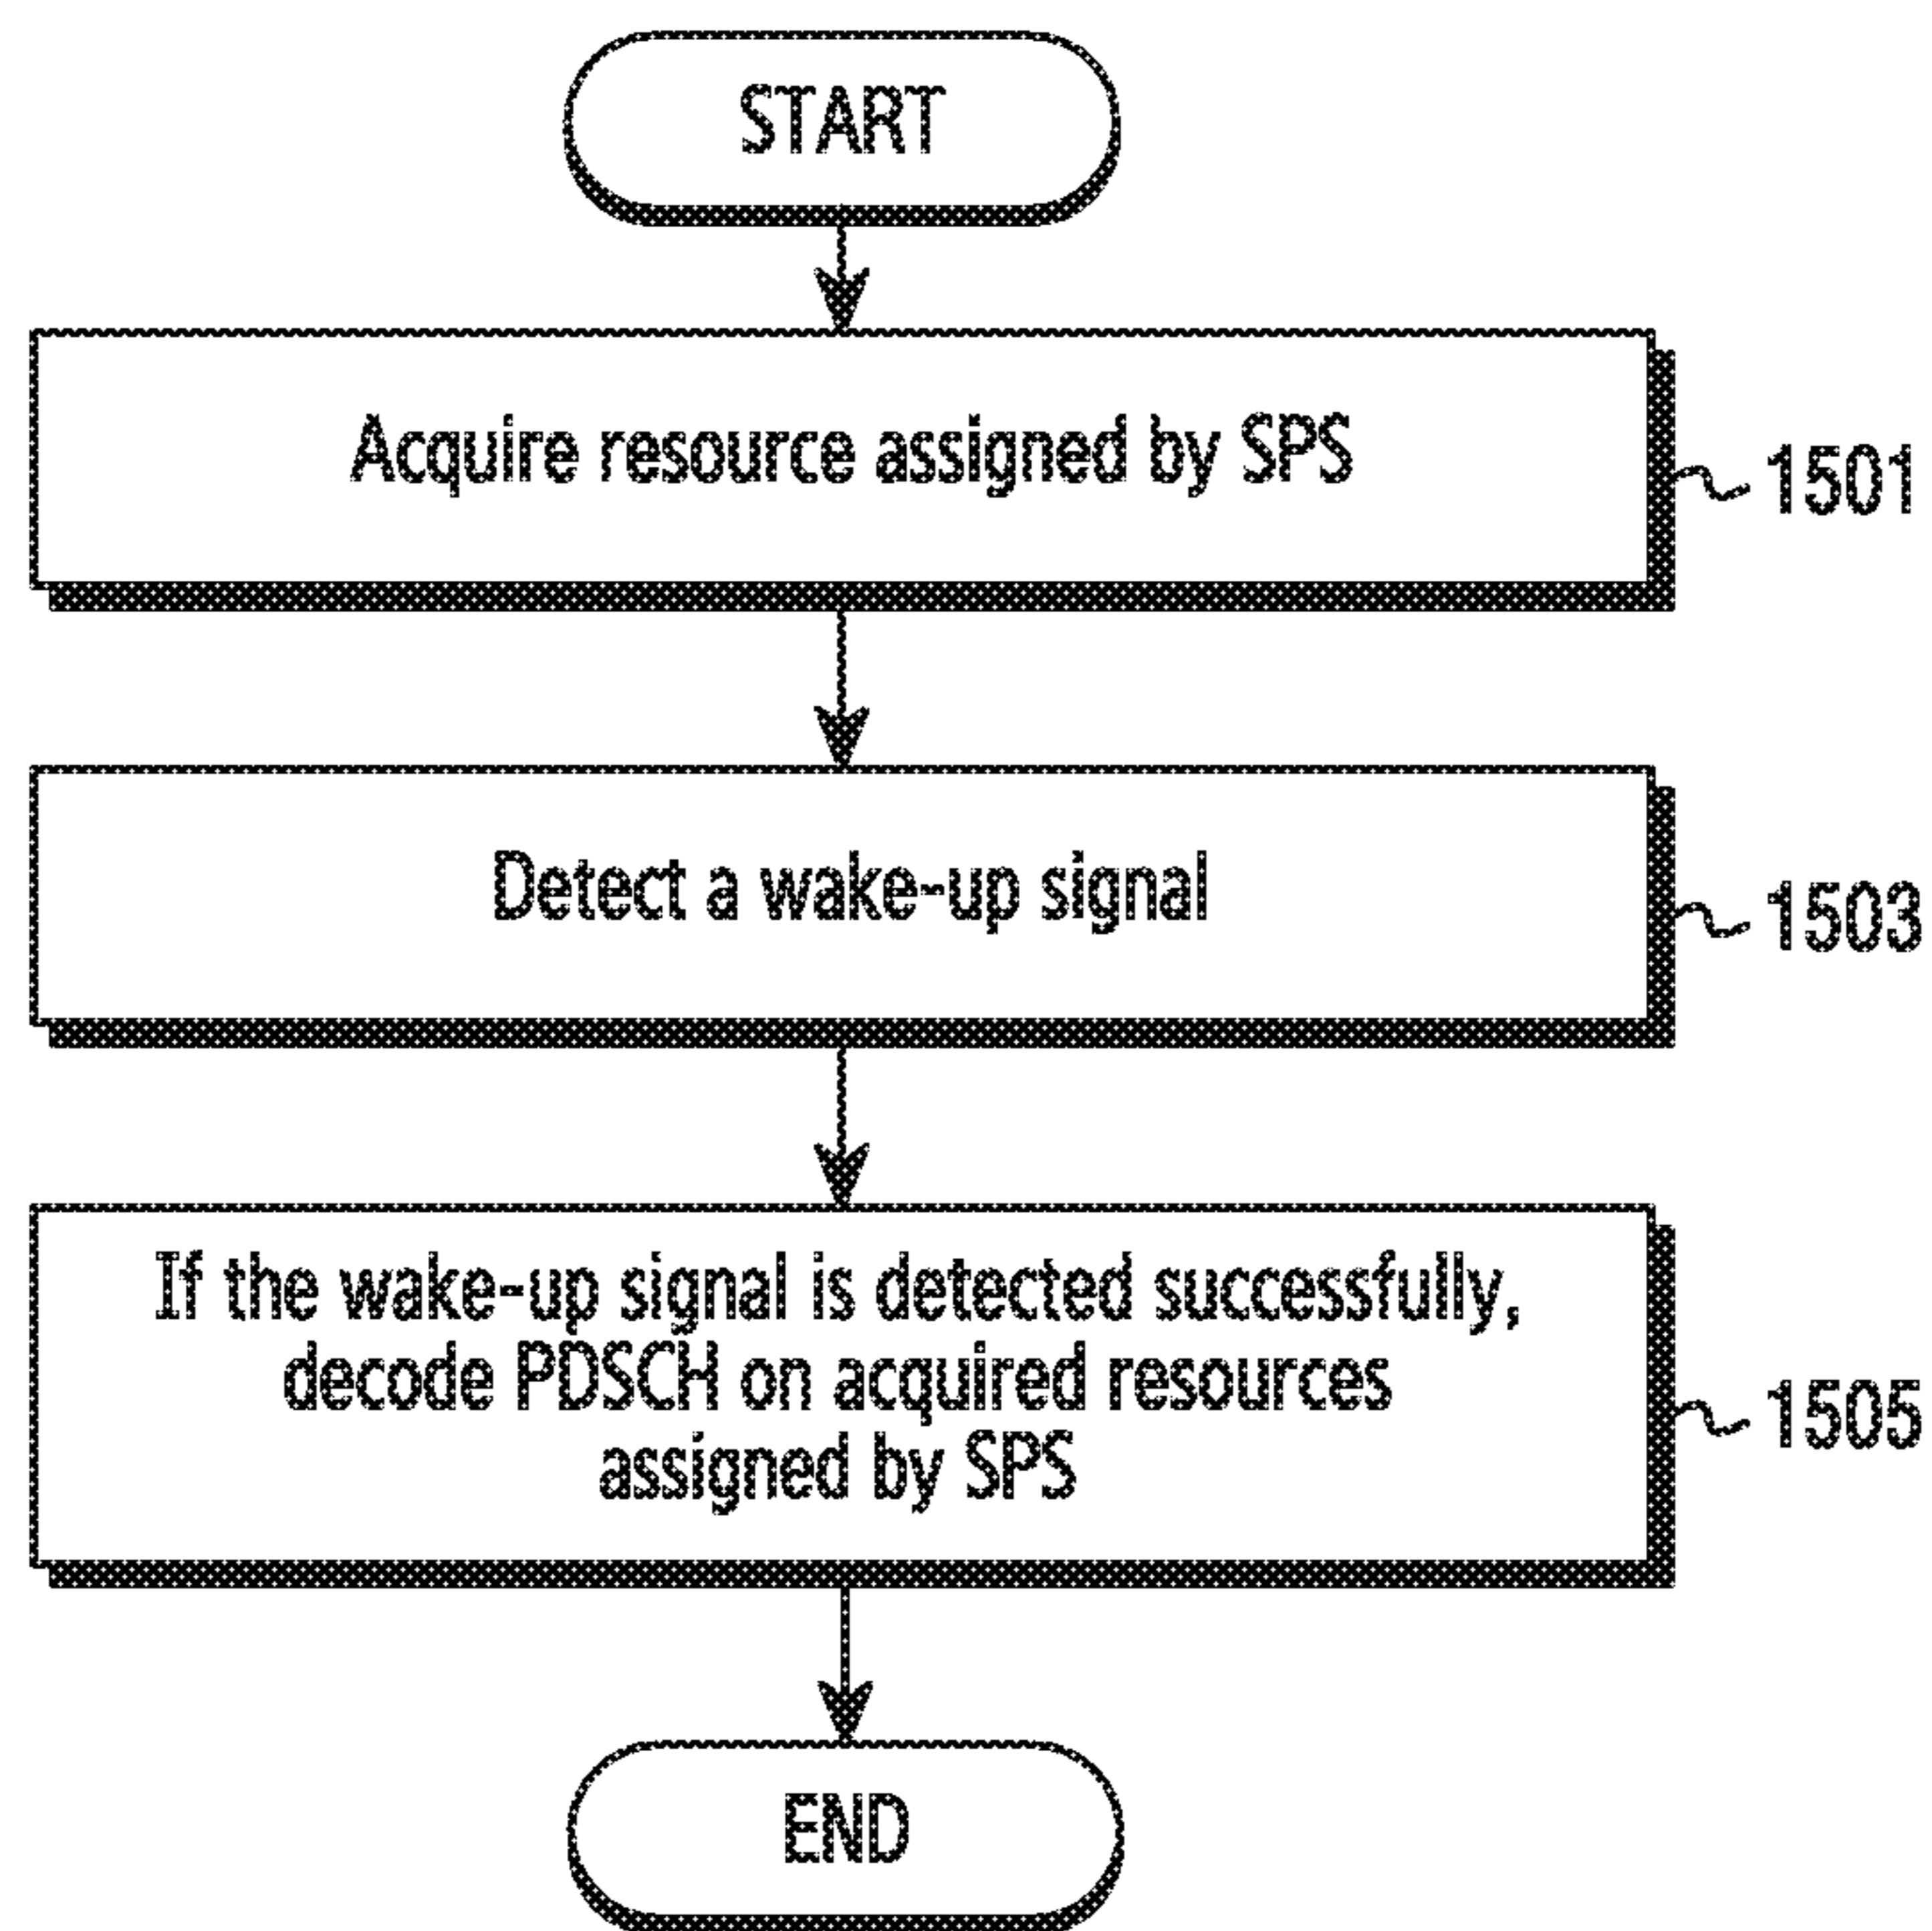 START
Acquire resource assigned by SPS
1501
Detect a wake-up signal
1503
If the wake-up signal is detected successfully,
decode PDSCH on acquired resources
assigned by SPS
1505
END